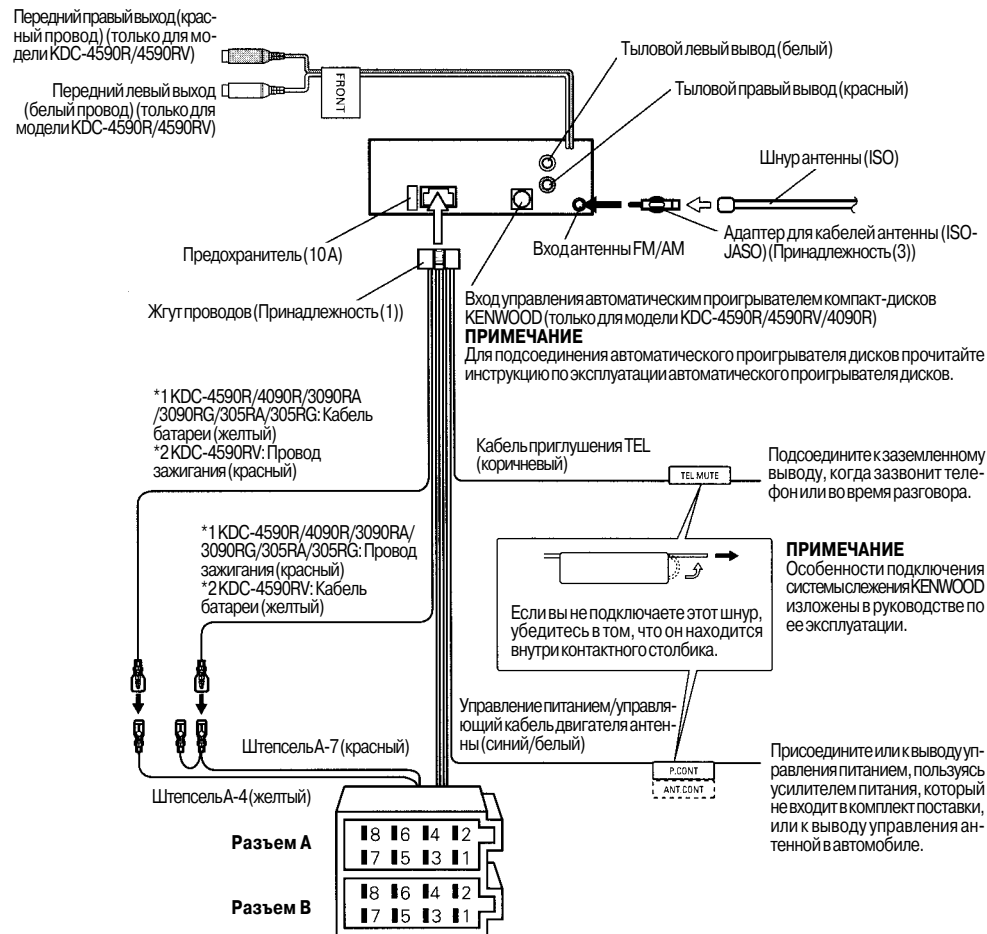 Передний правый выход (крас-
ный провод) (только для мо-
дели KDC-4590R/4590RV)
Передний левый выход
(белый провод) (только для
модели KDC-4590R/4590RV)
FRONT
Тыловой левый вывод (белый)
Тыловой правый вывод (красный)
Шнур антенны (ISO)
Адаптер для кабелей антенны (ISO-
JASO) (Принадлежность (3))
Вход антенны FM/AM
Предохранитель (10 A)
Жгут проводов (Принадлежность (1))
Вход управления автоматическим проигрывателем компакт-дисков
KENWOOD (только для модели KDC-4590R/4590RV/4090R)
ПРИМЕЧАНИЕ
Для подсоединения автоматического проигрывателя дисков прочитайте
инструкцию по эксплуатации автоматического проигрывателя дисков.
*1 KDC-4590R/4090R/3090RA
/3090RG/305RA/305RG: Кабель
батареи (желтый)
*2 KDC-4590RV: Провод
зажигания (красный)
Кабель приглушения TEL
(коричневый)
TEL MUTE
Подсоедините к заземленному
выводу, когда зазвонит теле-
фон или во время разговора.
*1 KDC-4590R/4090R/3090RA/
3090RG/305RA/305RG: Провод
зажигания (красный)
*2 KDC-4590RV: Кабель
батареи (желтый)
Если вы не подключаете этот шнур,
убедитесь в том, что он находится
внутри контактного столбика.
ПРИМЕЧАНИЕ
Особенности подключения
системы слежения KENWOOD
изложены в руководстве по
ее эксплуатации.
Управление питанием/управля-
ющий кабель двигателя антен-
ны (синий/белый)
P.CONT
ANT.CONT
Присоедините или к выводу уп-
равления питанием, пользуясь
усилителем питания, который
не входит в комплект поставки,
или к выводу управления ан-
тенной в автомобиле.
Штепсель A-7 (красный)
Штепсель A-4 (желтый)
Разъем A
8 6 4 2
7 5 3 1
Разъем B
8 6 4 2
7 5 3 1